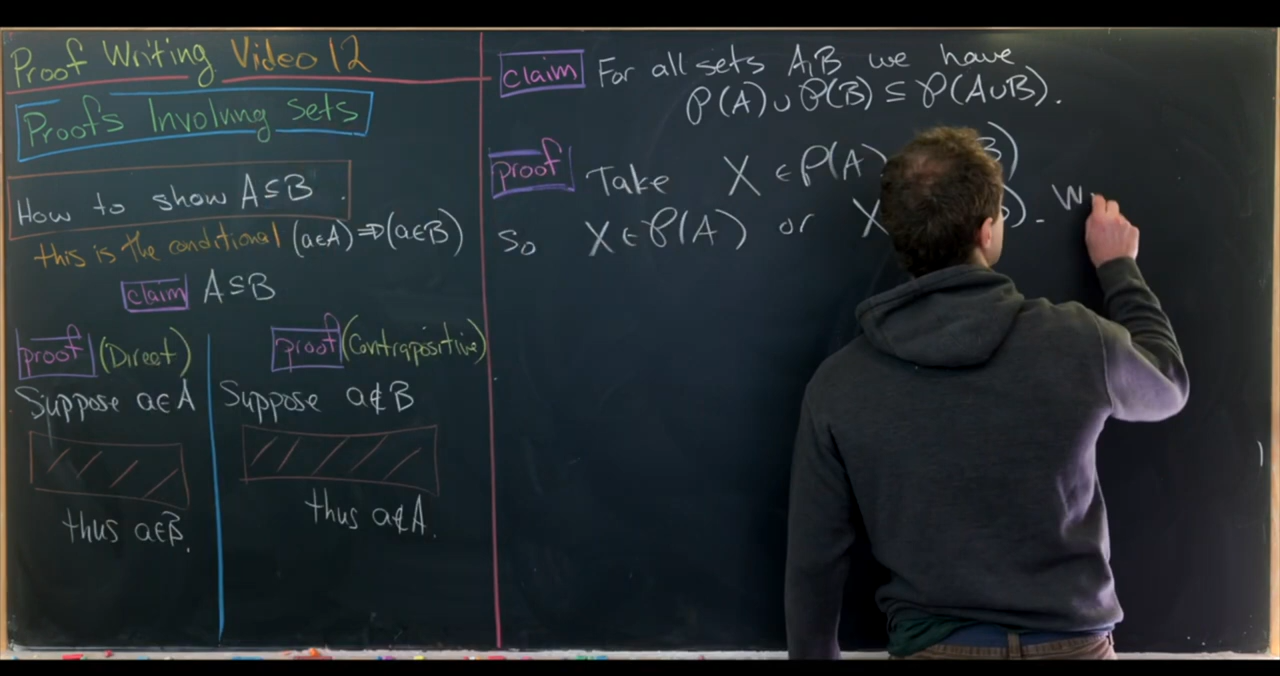 Proof Writing Video 12
Proofs Involving Sets
How to show A⊆B.
this is the conditional (a∈A)⇒(a∈B)
claim A⊆B
proof (Direct)
Suppose a∈A
thus a∈B.
proof (Contrapositive)
Suppose a∉B
thus a∉A.
claim For all sets A,B we have
℘(A)∪℘(B)⊆℘(A∪B).
proof Take X∈℘(A) B)
so X∈℘(A) or X ). W